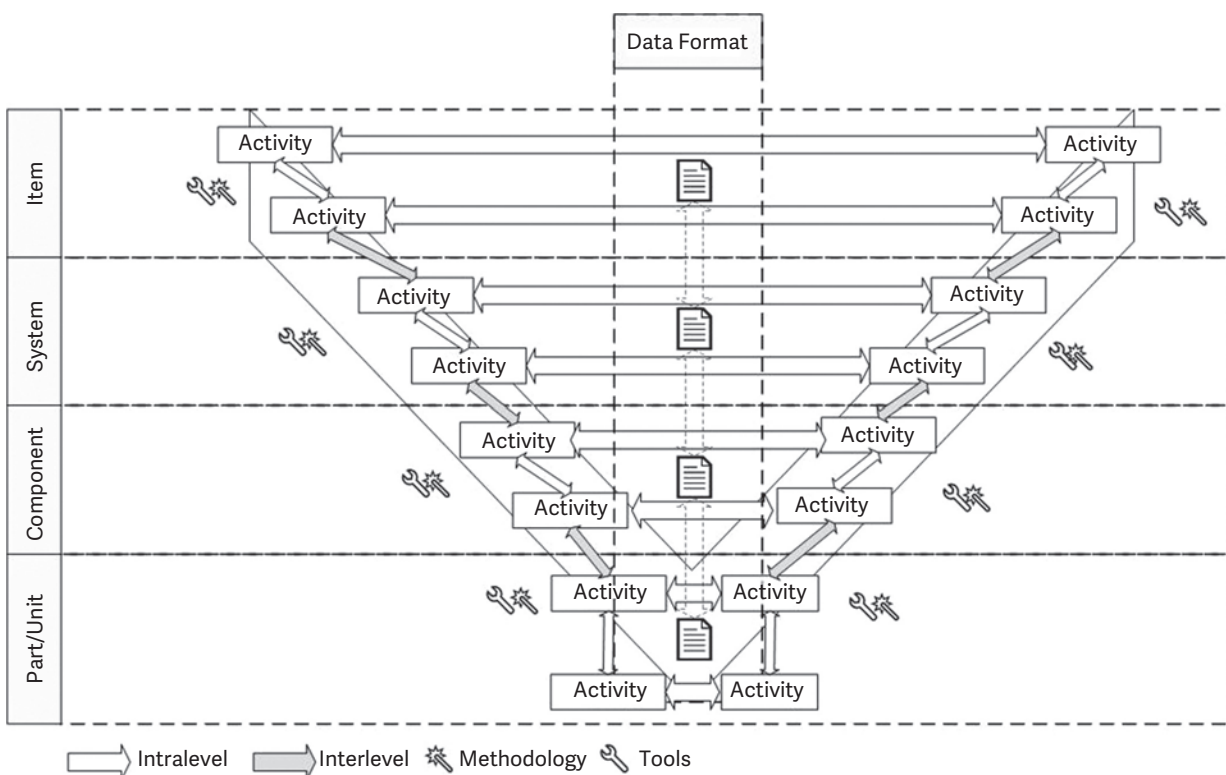 Data Format
Item
Activity
Activity
Activity
Activity
System
Activity
Activity
Activity
Activity
Component
Activity
Activity
Activity
Activity
Part/Unit
Activity
Activity
Activity
Activity
Intralevel
Interlevel
Methodology
Tools